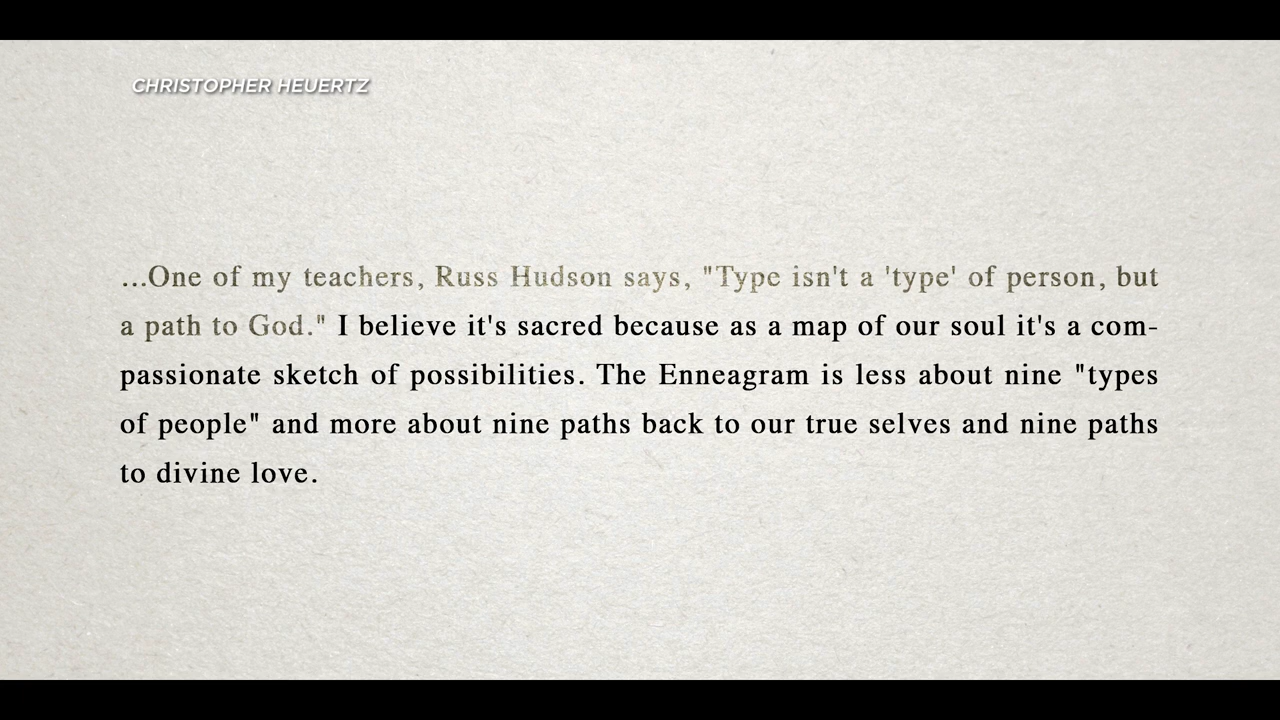 CHRISTOPHER HEUERTZ
...One of my teachers, Russ Hudson says, "Type isn't a 'type' of person, but
a path to God." I believe it's sacred because as a map of our soul it's a com-
passionate sketch of possibilities. The Enneagram is less about nine "types
of people" and more about nine paths back to our true selves and nine paths
to divine love.